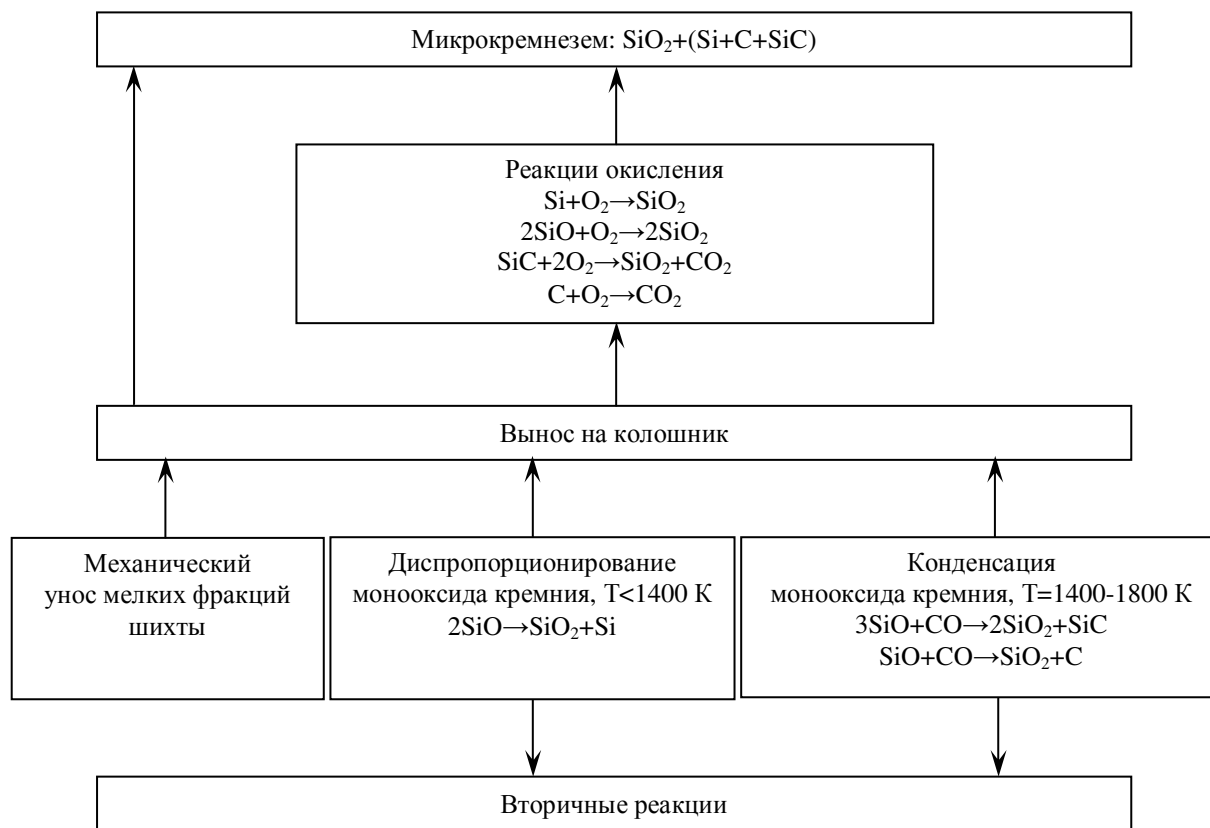 Микрокремнезем: SiO₂+(Si+C+SiC)
Реакции окисления
Si+O₂→SiO₂
2SiO+O₂→2SiO₂
SiC+2O₂→SiO₂+CO₂
C+O₂→CO₂
Вынос на колошник
Механический
унос мелких фракций
шихты
Диспропорционирование
монооксида кремния, T<1400 К
2SiO→SiO₂+Si
Конденсация
монооксида кремния, T=1400-1800 К
3SiO+CO→2SiO₂+SiC
SiO+CO→SiO₂+C
Вторичные реакции